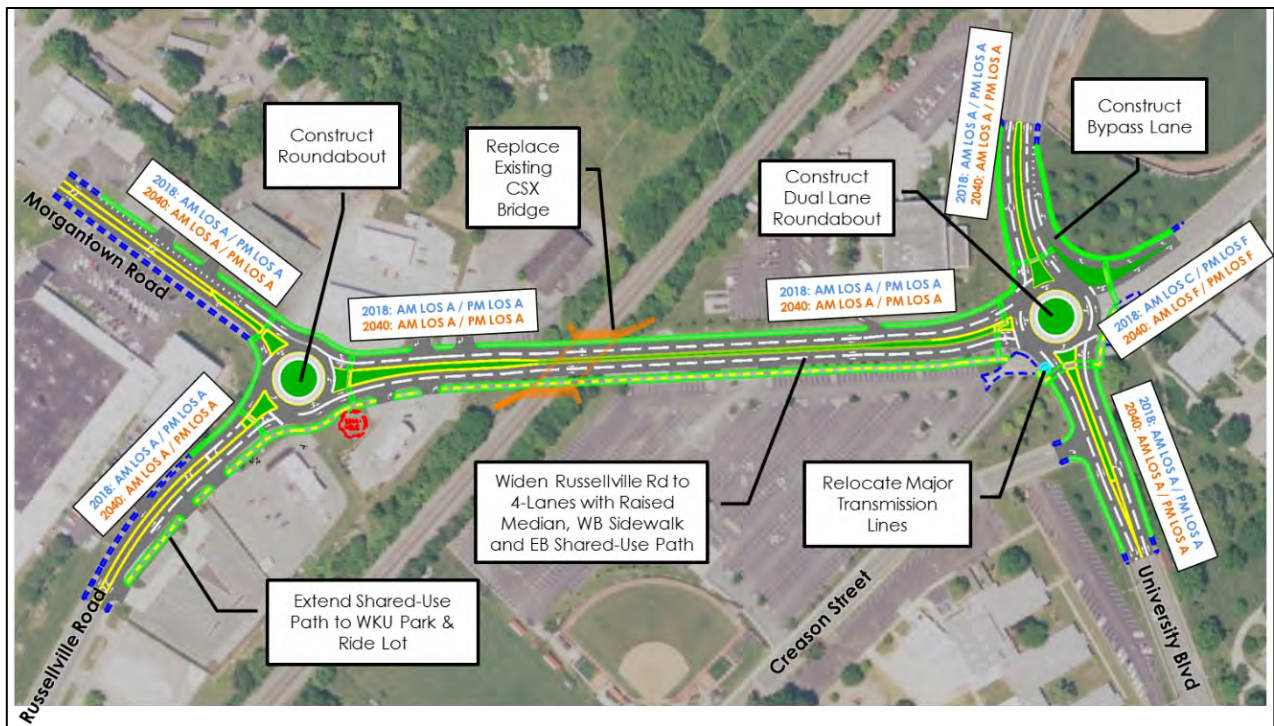 Construct
Roundabout
Replace
Existing
CSX
Bridge
Construct
Dual Lane
Roundabout
Construct
Bypass Lane
2018: AM LOS A / PM LOS A
2040: AM LOS A / PM LOS A
Morgantown Road
2018: AM LOS A / PM LOS A
2040: AM LOS A / PM LOS A
2018: AM LOS A / PM LOS A
2040: AM LOS A / PM LOS A
2018: AM LOS A / PM LOS A
2040: AM LOS A / PM LOS A
2018: AM LOS C / PM LOS F
2040: AM LOS F / PM LOS F
2018: AM LOS A / PM LOS A
2040: AM LOS A / PM LOS A
2018: AM LOS A / PM LOS A
2040: AM LOS A / PM LOS A
Widen Russellville Rd to
4-Lanes with Raised
Median, WB Sidewalk
and EB Shared-Use Path
Relocate Major
Transmission
Lines
Extend Shared-Use
Path to WKU Park &
Ride Lot
Russellville Road
Creason Street
University Blvd